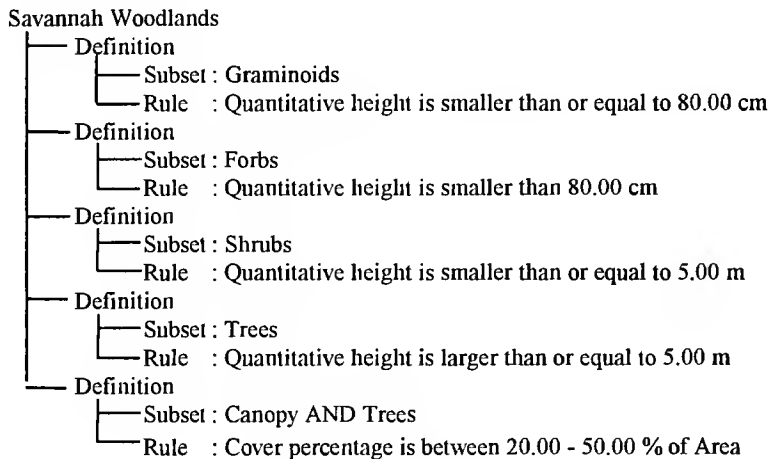 Savannah Woodlands
Definition
Subset : Graminoids
Rule : Quantitative height is smaller than or equal to 80.00 cm
Definition
Subset : Forbs
Rule : Quantitative height is smaller than 80.00 cm
Definition
Subset : Shrubs
Rule : Quantitative height is smaller than or equal to 5.00 m
Definition
Subset : Trees
Rule : Quantitative height is larger than or equal to 5.00 m
Definition
Subset : Canopy AND Trees
Rule : Cover percentage is between 20.00 - 50.00 % of Area